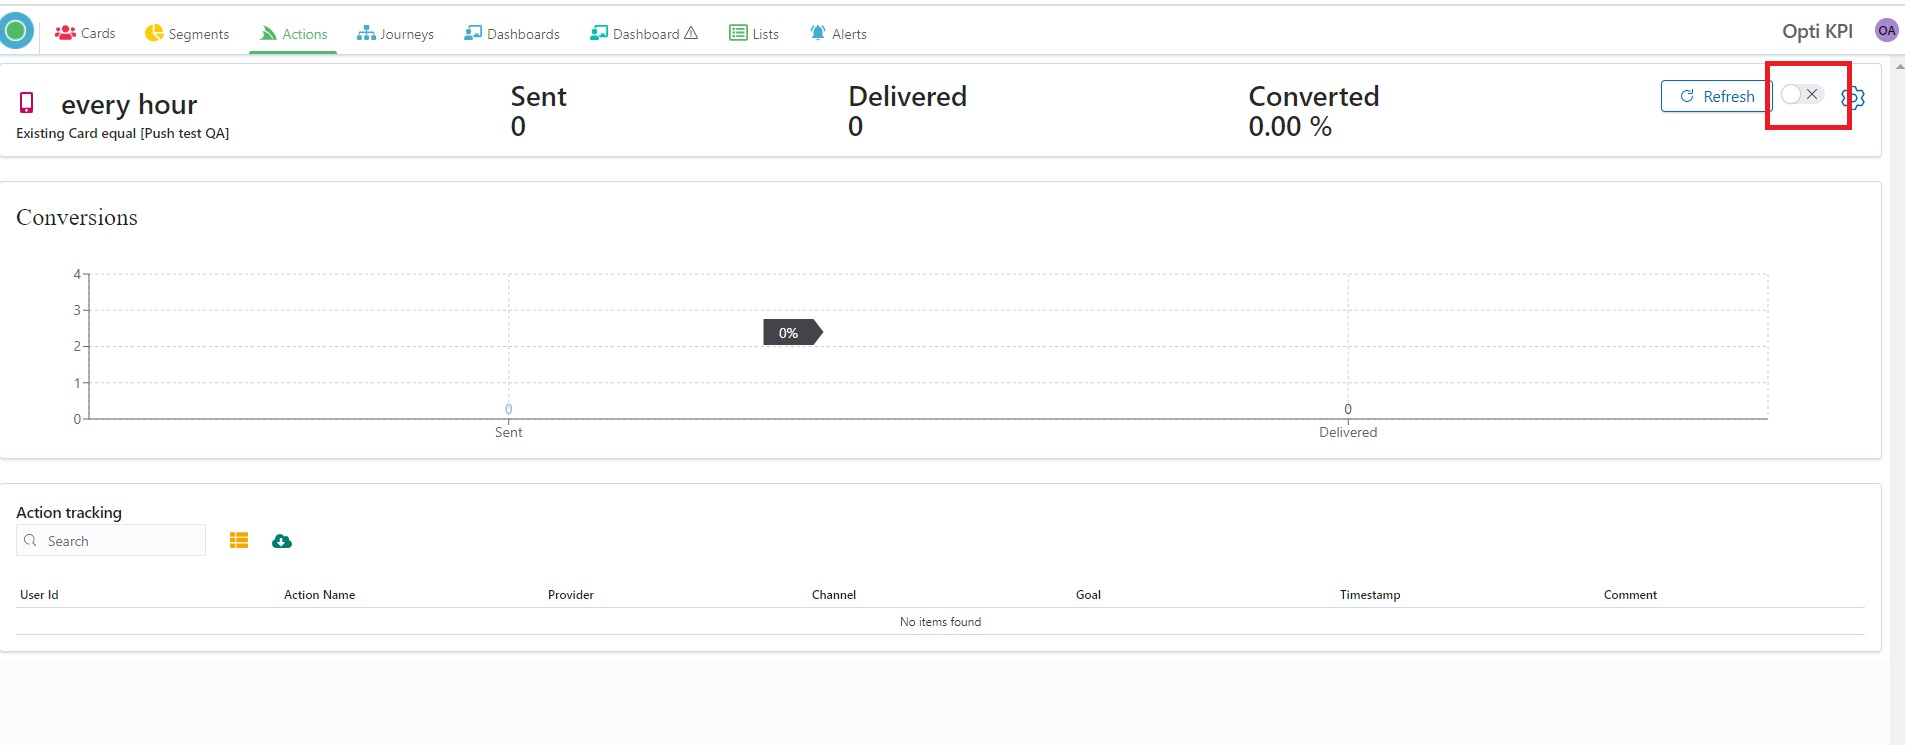 Cards Segments Actions Journeys Dashboards Dashboard Lists Alerts Opti KPI OA
every hour
Existing Card equal [Push test QA]
Sent
0
Delivered
0
Converted
0.00 %
Refresh
Conversions
4
3
2
1
0
0%
0
0
Sent
Delivered
Action tracking
Search
User Id Action Name Provider Channel Goal Timestamp Comment
No items found